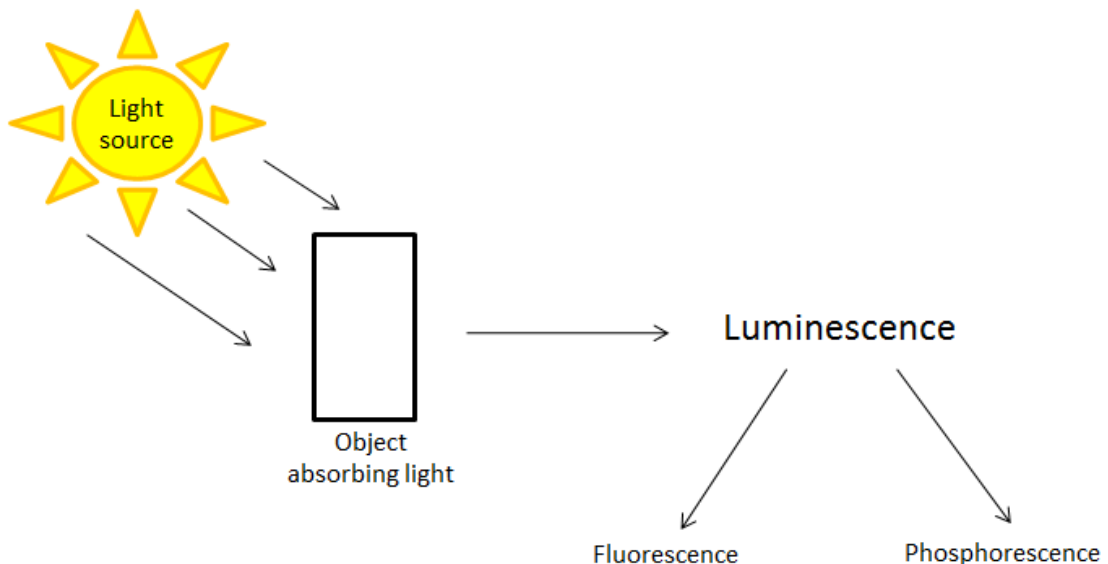 Light
source
Object
absorbing light
Luminescence
Fluorescence
Phosphorescence